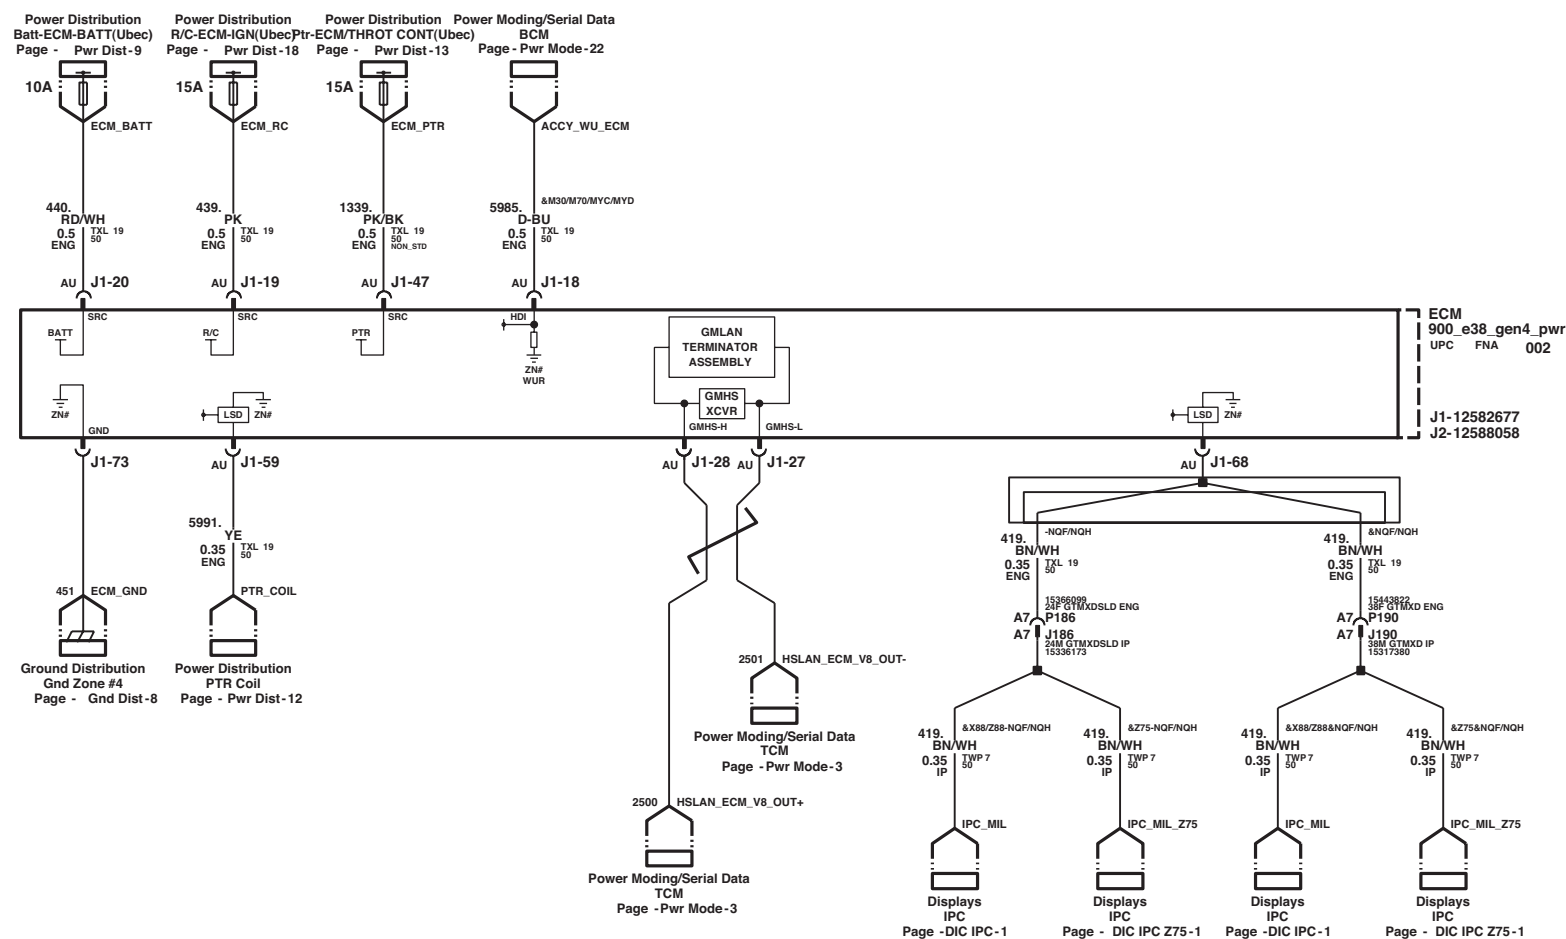 Power Distribution
Batt-ECM-BATT(Ubec)
Page - Pwr Dist-9
Power Distribution
R/C-ECM-IGN(Ubec)
Page - Pwr Dist-18
Power Distribution
Ptr-ECM/THROT CONT(Ubec)
Page - Pwr Dist-13
Power Moding/Serial Data
BCM
Page - Pwr Mode-22
10A
15A
15A
ECM_BATT
ECM_RC
ECM_PTR
ACCY_WU_ECM
440.
RD/WH
0.5
ENG
TXL 19
50
439.
PK
0.5
ENG
TXL 19
50
1339.
PK/BK
0.5
ENG
TXL 19
50
NON_STD
&M30/M70/MYC/MYD
5985.
D-BU
0.5
ENG
TXL 19
50
AU J1-20
AU J1-19
AU J1-47
AU J1-18
SRC
BATT
SRC
R/C
SRC
PTR
HDI
ZN#
WUR
GMLAN
TERMINATOR
ASSEMBLY
GMHS
XCVR
GMHS-H
GMHS-L
ECM
900_e38_gen4_pwr
UPC FNA 002
J1-12582677
J2-12588058
ZN#
GND
LSD
ZN#
LSD
ZN#
J1-73
AU J1-59
AU J1-28
AU J1-27
AU J1-68
5991.
YE
0.35
ENG
TXL 19
50
451 ECM_GND
PTR_COIL
Ground Distribution
Gnd Zone #4
Page - Gnd Dist-8
Power Distribution
PTR Coil
Page - Pwr Dist-12
2501 HSLAN_ECM_V8_OUT-
Power Moding/Serial Data
TCM
Page -Pwr Mode-3
2500 HSLAN_ECM_V8_OUT+
Power Moding/Serial Data
TCM
Page -Pwr Mode-3
-NQF/NQH
419.
BN/WH
0.35
ENG
TXL 19
50
15366099
24F GTMXDSLD ENG
A7 P186
A7 J186
24M GTMXDSLD IP
15336173
&NQF/NQH
419.
BN/WH
0.35
ENG
TXL 19
50
15443822
38F GTMXD ENG
A7 P190
A7 J190
38M GTMXD IP
15317380
&X88/Z88-NQF/NQH
419.
BN/WH
0.35
IP
TWP 7
50
&Z75-NQF/NQH
419.
BN/WH
0.35
IP
TWP 7
50
&X88/Z88&NQF/NQH
419.
BN/WH
0.35
IP
TWP 7
50
&Z75&NQF/NQH
419.
BN/WH
0.35
IP
TWP 7
50
IPC_MIL
IPC_MIL_Z75
IPC_MIL
IPC_MIL_Z75
Displays
IPC
Page -DIC IPC-1
Displays
IPC
Page - DIC IPC Z75-1
Displays
IPC
Page -DIC IPC-1
Displays
IPC
Page - DIC IPC Z75-1